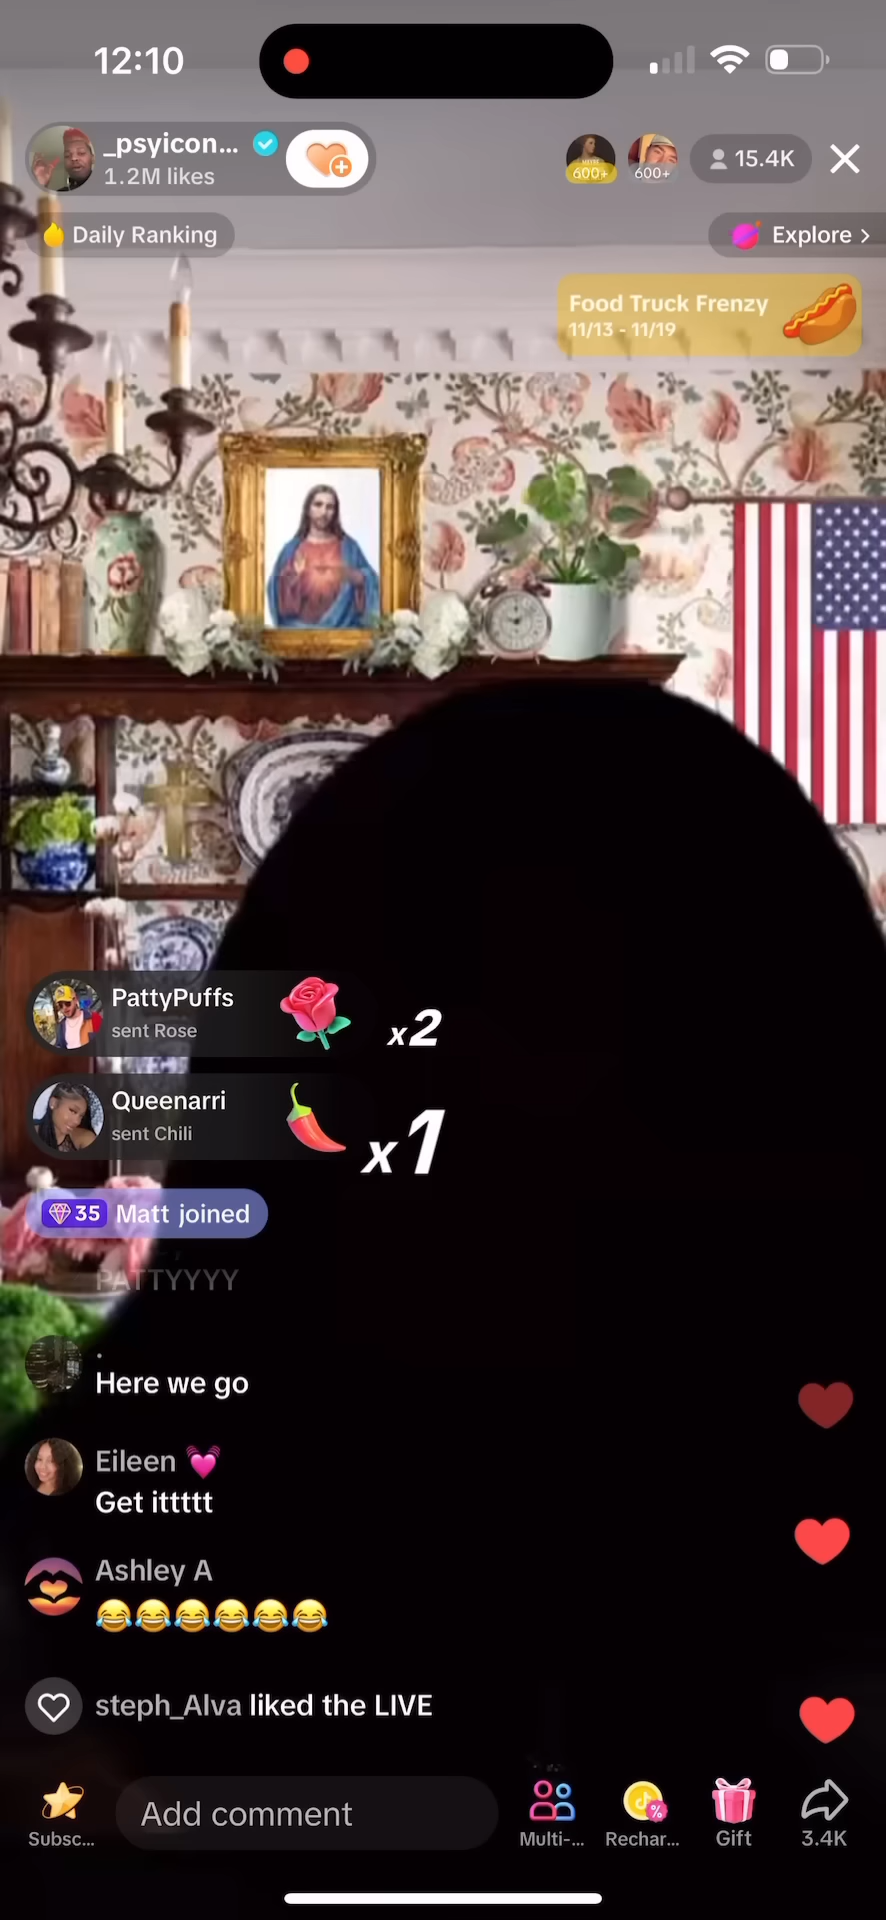 12:10
_psyicon...
1.2M likes
600+
600+
15.4K
Daily Ranking
Explore >
Food Truck Frenzy
11/13 - 11/19
PattyPuffs
sent Rose
x2
Queenarri
sent Chili
x1
35 Matt joined
PATTYYYY
.
Here we go
Eileen 💓
Get ittttt
Ashley A
😂😂😂😂😂😂
steph_Alva liked the LIVE
Subsc...
Add comment
Multi-...
Rechar...
Gift
3.4K